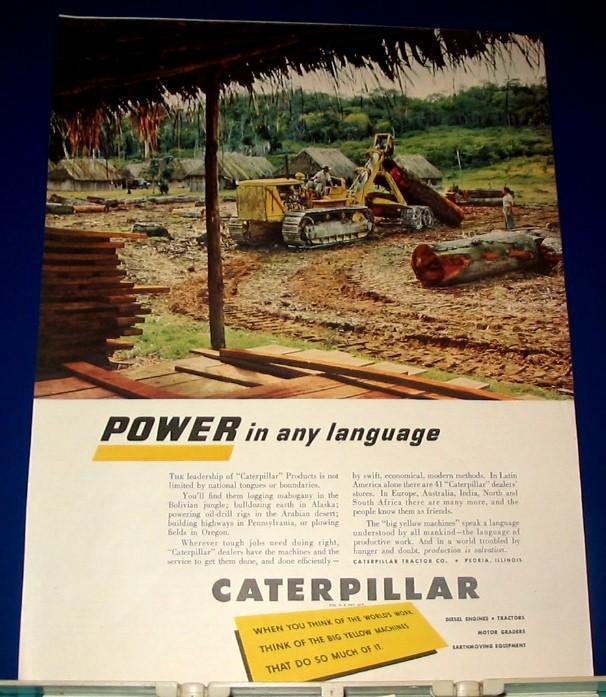 POWER in any language
THE leadership of "Caterpillar" Products is not
limited by national tongues or boundaries.
You'll find them logging mahogany in the
Bolivian jungle; bulldozing earth in Alaska;
powering oil-drill rigs in the Arabian desert;
building highways in Pennsylvania, or plowing
fields in Oregon.
Wherever tough jobs need doing right,
"Caterpillar" dealers have the machines and the
service to get them done, and done efficiently—
by swift, economical, modern methods. In Latin
America alone there are 41 "Caterpillar" dealers'
stores. In Europe, Australia, India, North and
South Africa there are many more, and the
people know them as friends.
The "big yellow machines" speak a language
understood by all mankind—the language of
productive work. And in a world troubled by
hunger and doubt, production is salvation.
CATERPILLAR TRACTOR CO. • PEORIA, ILLINOIS
CATERPILLAR
WHEN YOU THINK OF THE WORLD'S WORK
THINK OF THE BIG YELLOW MACHINES
THAT DO SO MUCH OF IT.
DIESEL ENGINES • TRACTORS
MOTOR GRADERS
EARTHMOVING EQUIPMENT